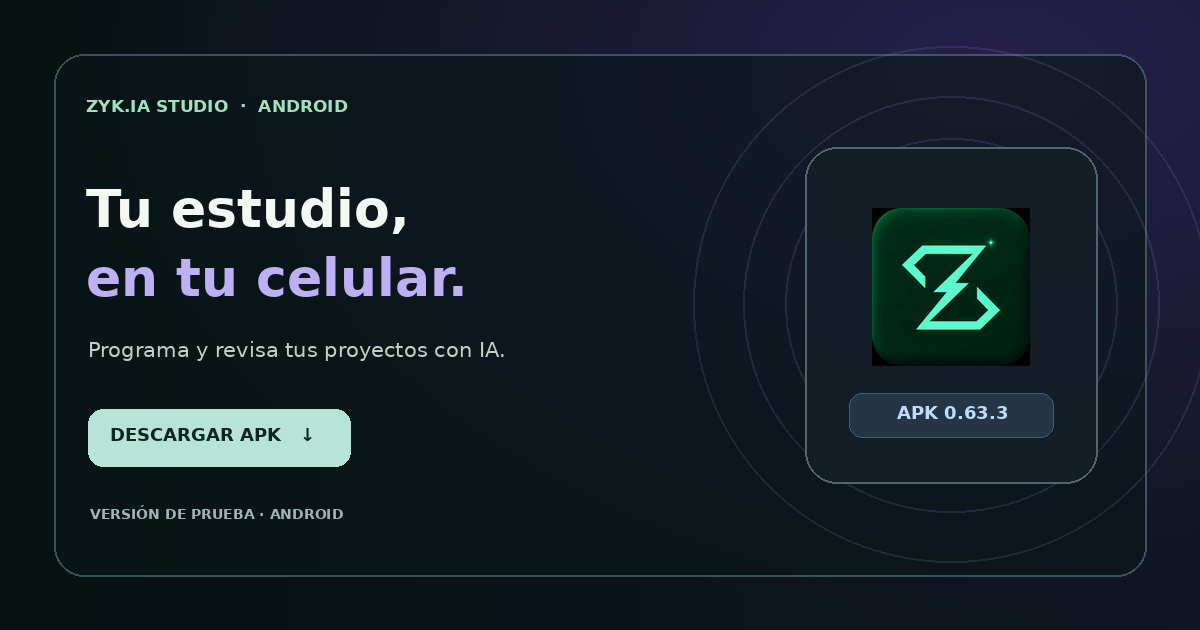 ZYK.IA STUDIO · ANDROID
Tu estudio,
en tu celular.
Programa y revisa tus proyectos con IA.
DESCARGAR APK ↓
VERSIÓN DE PRUEBA · ANDROID
APK 0.63.3